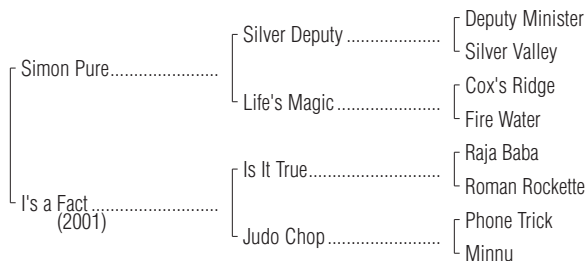 Deputy Minister
Silver Deputy ......................
Silver Valley
Simon Pure.........................
Cox's Ridge
Life's Magic ........................
Fire Water
Raja Baba
Is It True..............................
Roman Rockette
I's a Fact ..............................
(2001)
Phone Trick
Judo Chop .........................
Minnu